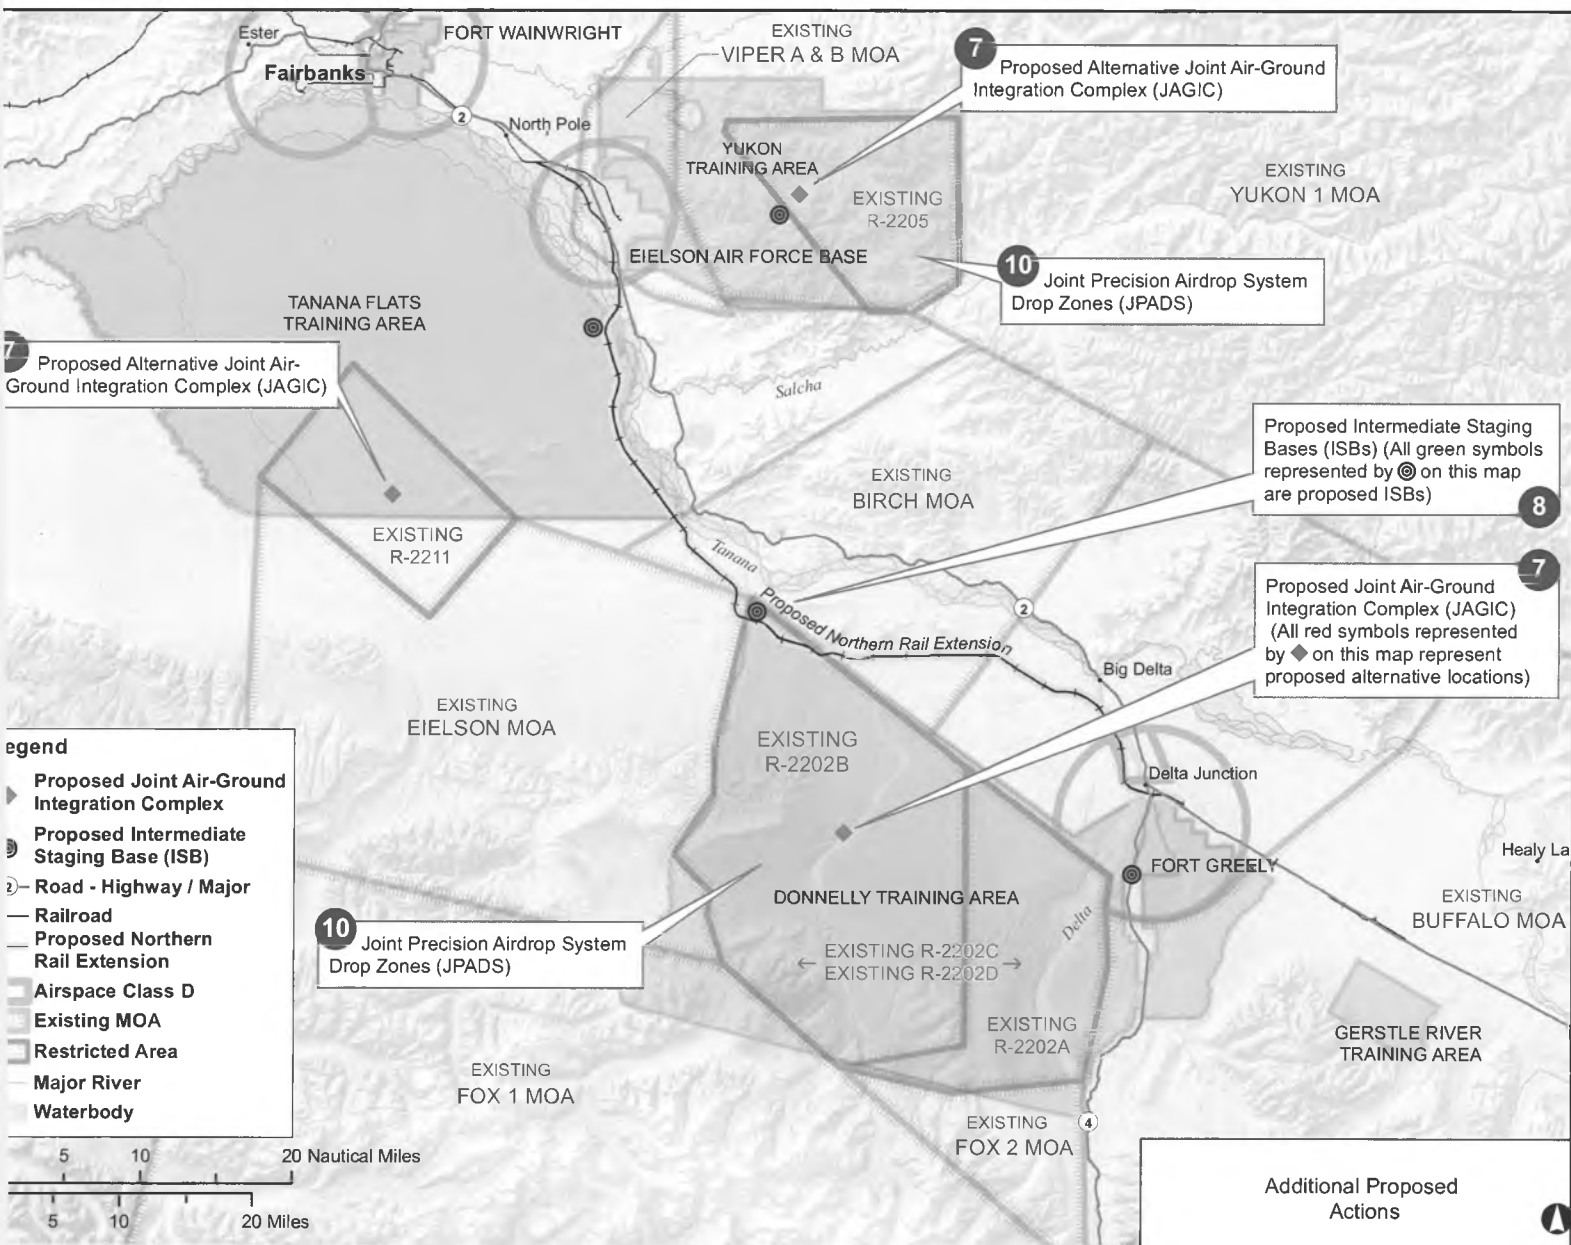 Ester
FORT WAINWRIGHT
Fairbanks
2
North Pole
EXISTING
VIPER A & B MOA
7
Proposed Alternative Joint Air-Ground
Integration Complex (JAGIC)
YUKON
TRAINING AREA
EXISTING
R-2205
EXISTING
YUKON 1 MOA
EIELSON AIR FORCE BASE
10
Joint Precision Airdrop System
Drop Zones (JPADS)
TANANA FLATS
TRAINING AREA
7
Proposed Alternative Joint Air-
Ground Integration Complex (JAGIC)
Salcha
EXISTING
BIRCH MOA
Proposed Intermediate Staging
Bases (ISBs) (All green symbols
represented by on this map
are proposed ISBs)
8
EXISTING
R-2211
Tanana
Proposed Northern Rail Extension
2
7
Proposed Joint Air-Ground
Integration Complex (JAGIC)
(All red symbols represented
by on this map represent
proposed alternative locations)
Big Delta
EXISTING
EIELSON MOA
EXISTING
R-2202B
Delta Junction
FORT GREELY
Healy La
EXISTING
BUFFALO MOA
DONNELLY TRAINING AREA
Delta
10
Joint Precision Airdrop System
Drop Zones (JPADS)
EXISTING R-2202C
EXISTING R-2202D
EXISTING
R-2202A
GERSTLE RIVER
TRAINING AREA
EXISTING
FOX 1 MOA
EXISTING
FOX 2 MOA
4
egend
Proposed Joint Air-Ground
Integration Complex
Proposed Intermediate
Staging Base (ISB)
2
Road - Highway / Major
Railroad
Proposed Northern
Rail Extension
Airspace Class D
Existing MOA
Restricted Area
Major River
Waterbody
5 10 20 Nautical Miles
5 10 20 Miles
Additional Proposed
Actions